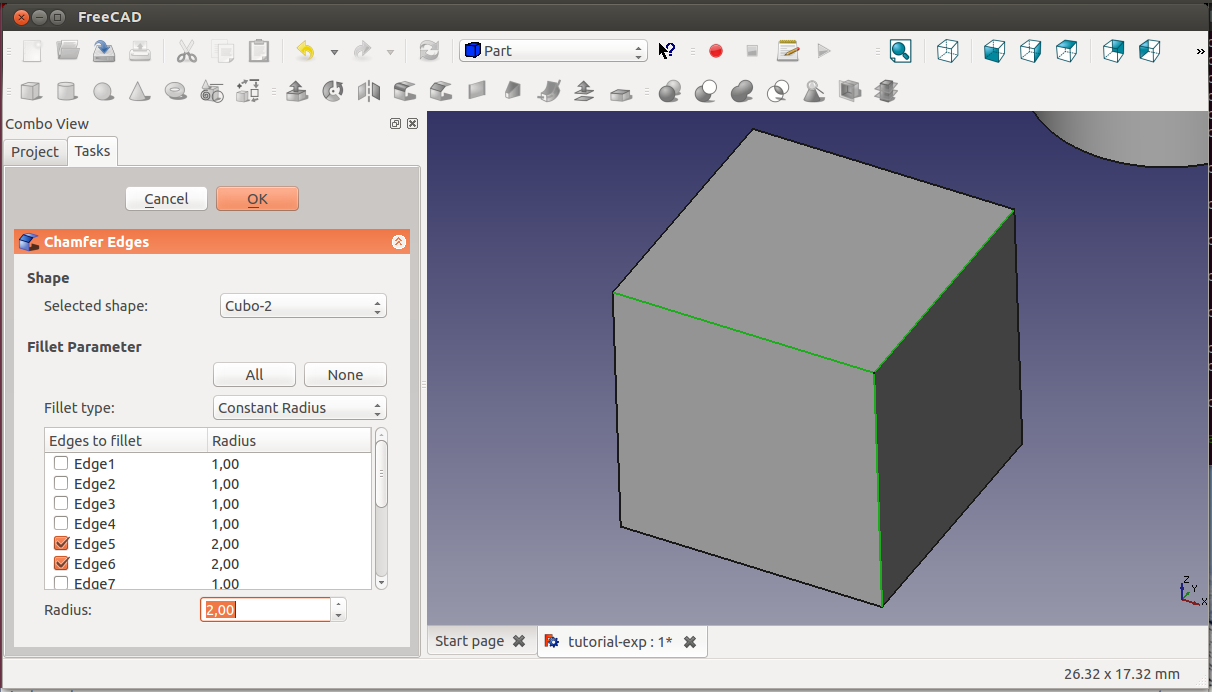 FreeCAD
Part
Combo View
Project Tasks
Cancel OK
Chamfer Edges
Shape
Selected shape: Cubo-2
Fillet Parameter
All None
Fillet type: Constant Radius
Edges to fillet Radius
Edge1 1,00
Edge2 1,00
Edge3 1,00
Edge4 1,00
Edge5 2,00
Edge6 2,00
Edge7 1,00
Radius: 2,00
Z
Y
X
Start page tutorial-exp : 1*
26.32 x 17.32 mm